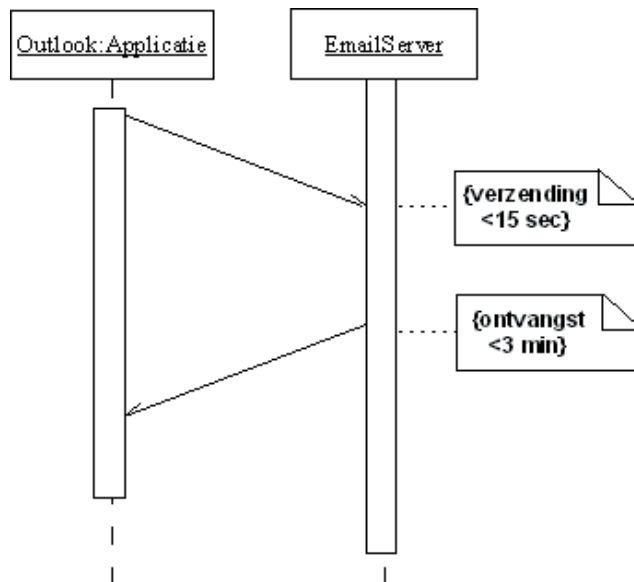 Outlook:Applicatie
EmailServer
{verzending
<15 sec}
{ontvangst
<3 min}